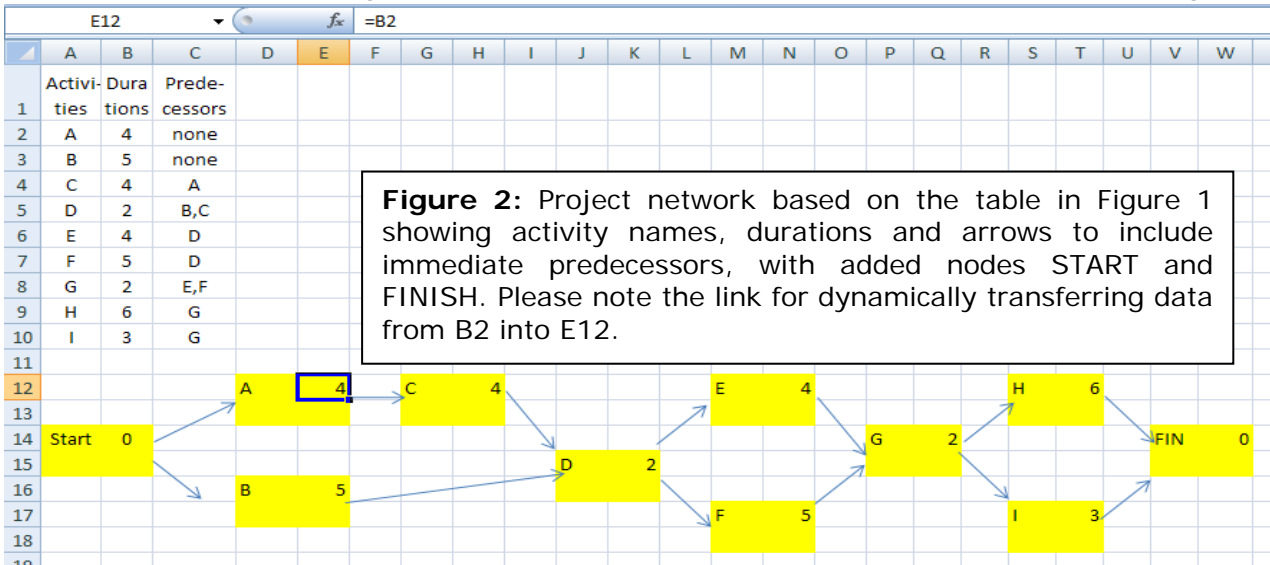 E12 fx =B2
A B C D E F G H I J K L M N O P Q R S T U V W
Activi- Dura Prede-
1 ties tions cessors
2 A 4 none
3 B 5 none
4 C 4 A
5 D 2 B,C
6 E 4 D
7 F 5 D
8 G 2 E,F
9 H 6 G
10 I 3 G
Figure 2: Project network based on the table in Figure 1
showing activity names, durations and arrows to include
immediate predecessors, with added nodes START and
FINISH. Please note the link for dynamically transferring data
from B2 into E12.
11
12 A 4 C 4 E 4 H 6
13
14 Start 0 G 2 FIN 0
15 D 2
16 B 5
17 F 5 I 3
18